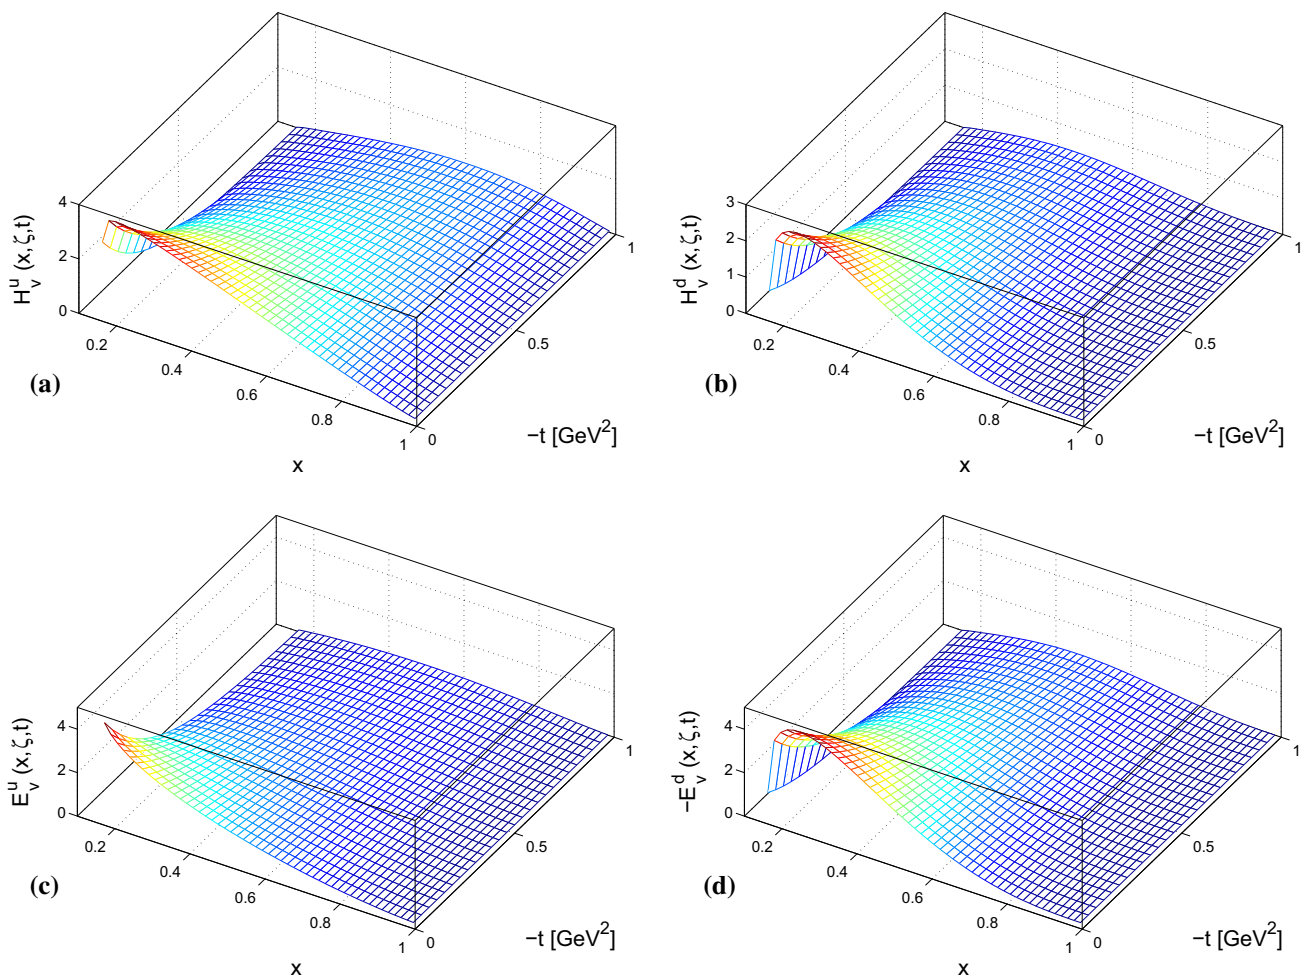 4
2
0
H_v^u (x,ζ,t)
0.2
0.4
0.6
0.8
1
x
0
0.5
1
−t [GeV^2]
(a)
3
2
1
0
H_v^d (x,ζ,t)
0.2
0.4
0.6
0.8
1
x
0
0.5
1
−t [GeV^2]
(b)
4
2
0
E_v^u (x,ζ,t)
0.2
0.4
0.6
0.8
1
x
0
0.5
1
−t [GeV^2]
(c)
4
2
0
−E_v^d (x,ζ,t)
0.2
0.4
0.6
0.8
1
x
0
0.5
1
−t [GeV^2]
(d)